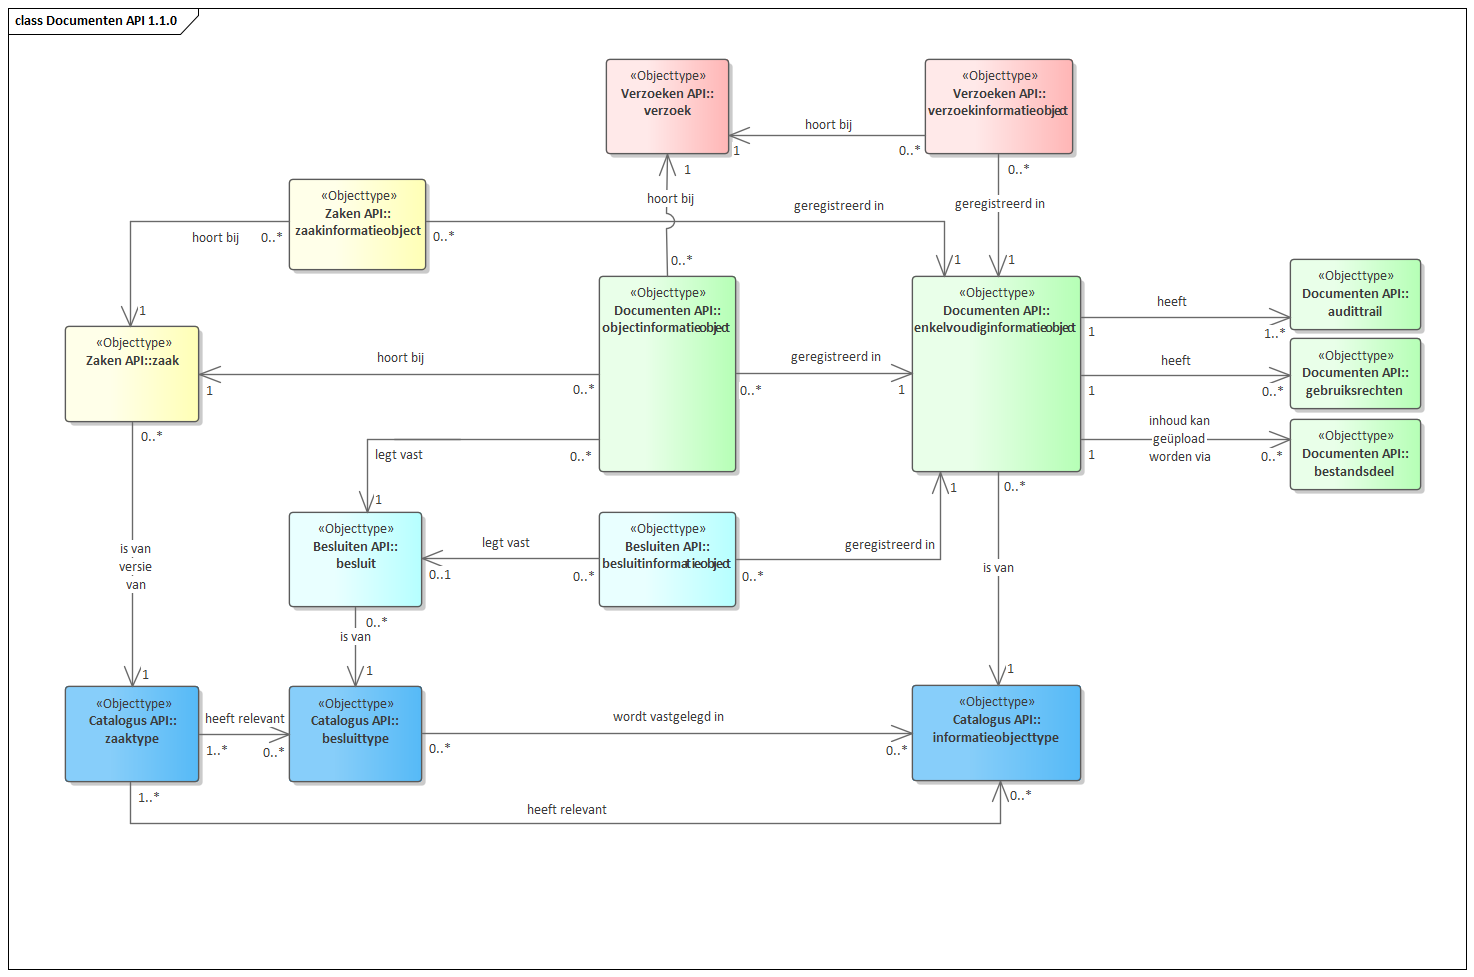 class Documenten API 1.1.0
«Objecttype»
Verzoeken API::
verzoek
«Objecttype»
Verzoeken API::
verzoekinformatieobject
hoort bij
1
0..*
1
0..*
hoort bij
geregistreerd in
«Objecttype»
Zaken API::
zaakinformatieobject
geregistreerd in
hoort bij
0..*
0..*
0..*
1
1
1
«Objecttype»
Zaken API::zaak
«Objecttype»
Documenten API::
objectinformatieobject
«Objecttype»
Documenten API::
enkelvoudiginformatieobject
«Objecttype»
Documenten API::
audittrail
heeft
1
1..*
«Objecttype»
Documenten API::
gebruiksrechten
heeft
1
0..*
«Objecttype»
Documenten API::
bestandsdeel
inhoud kan
geüpload
worden via
1
0..*
hoort bij
1
0..*
geregistreerd in
0..*
1
0..*
legt vast
0..*
1
1
0..*
«Objecttype»
Besluiten API::
besluit
«Objecttype»
Besluiten API::
besluitinformatieobject
legt vast
0..1
0..*
geregistreerd in
0..*
is van
versie
van
is van
0..*
is van
1
1
1
«Objecttype»
Catalogus API::
zaaktype
«Objecttype»
Catalogus API::
besluittype
«Objecttype»
Catalogus API::
informatieobjecttype
heeft relevant
1..*
0..*
wordt vastgelegd in
0..*
0..*
1..*
0..*
heeft relevant